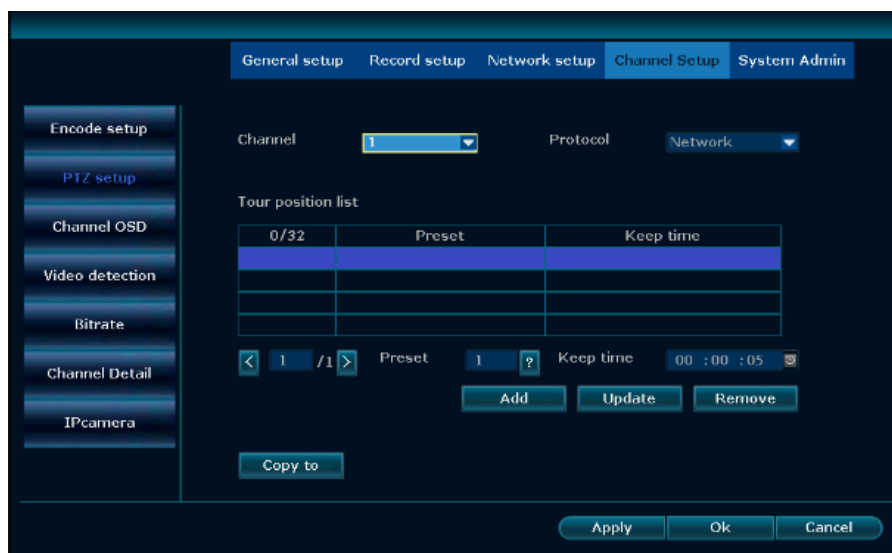 General setup Record setup Network setup Channel Setup System Admin
Encode setup
PTZ setup
Channel OSD
Video detection
Bitrate
Channel Detail
IPcamera
Channel 1 Protocol Network
Tour position list
0/32 Preset Keep time
< 1 /1 > Preset 1 ? Keep time 00 :00 :05
Add Update Remove
Copy to
Apply Ok Cancel